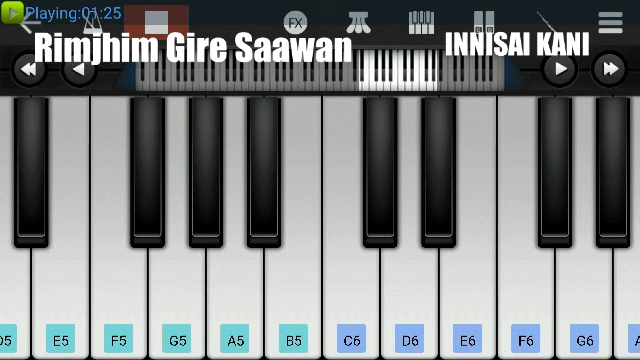 Playing:01:25
FX
Rimjhim Gire Saawan
INNISAI KANI
D5 E5 F5 G5 A5 B5 C6 D6 E6 F6 G6 A